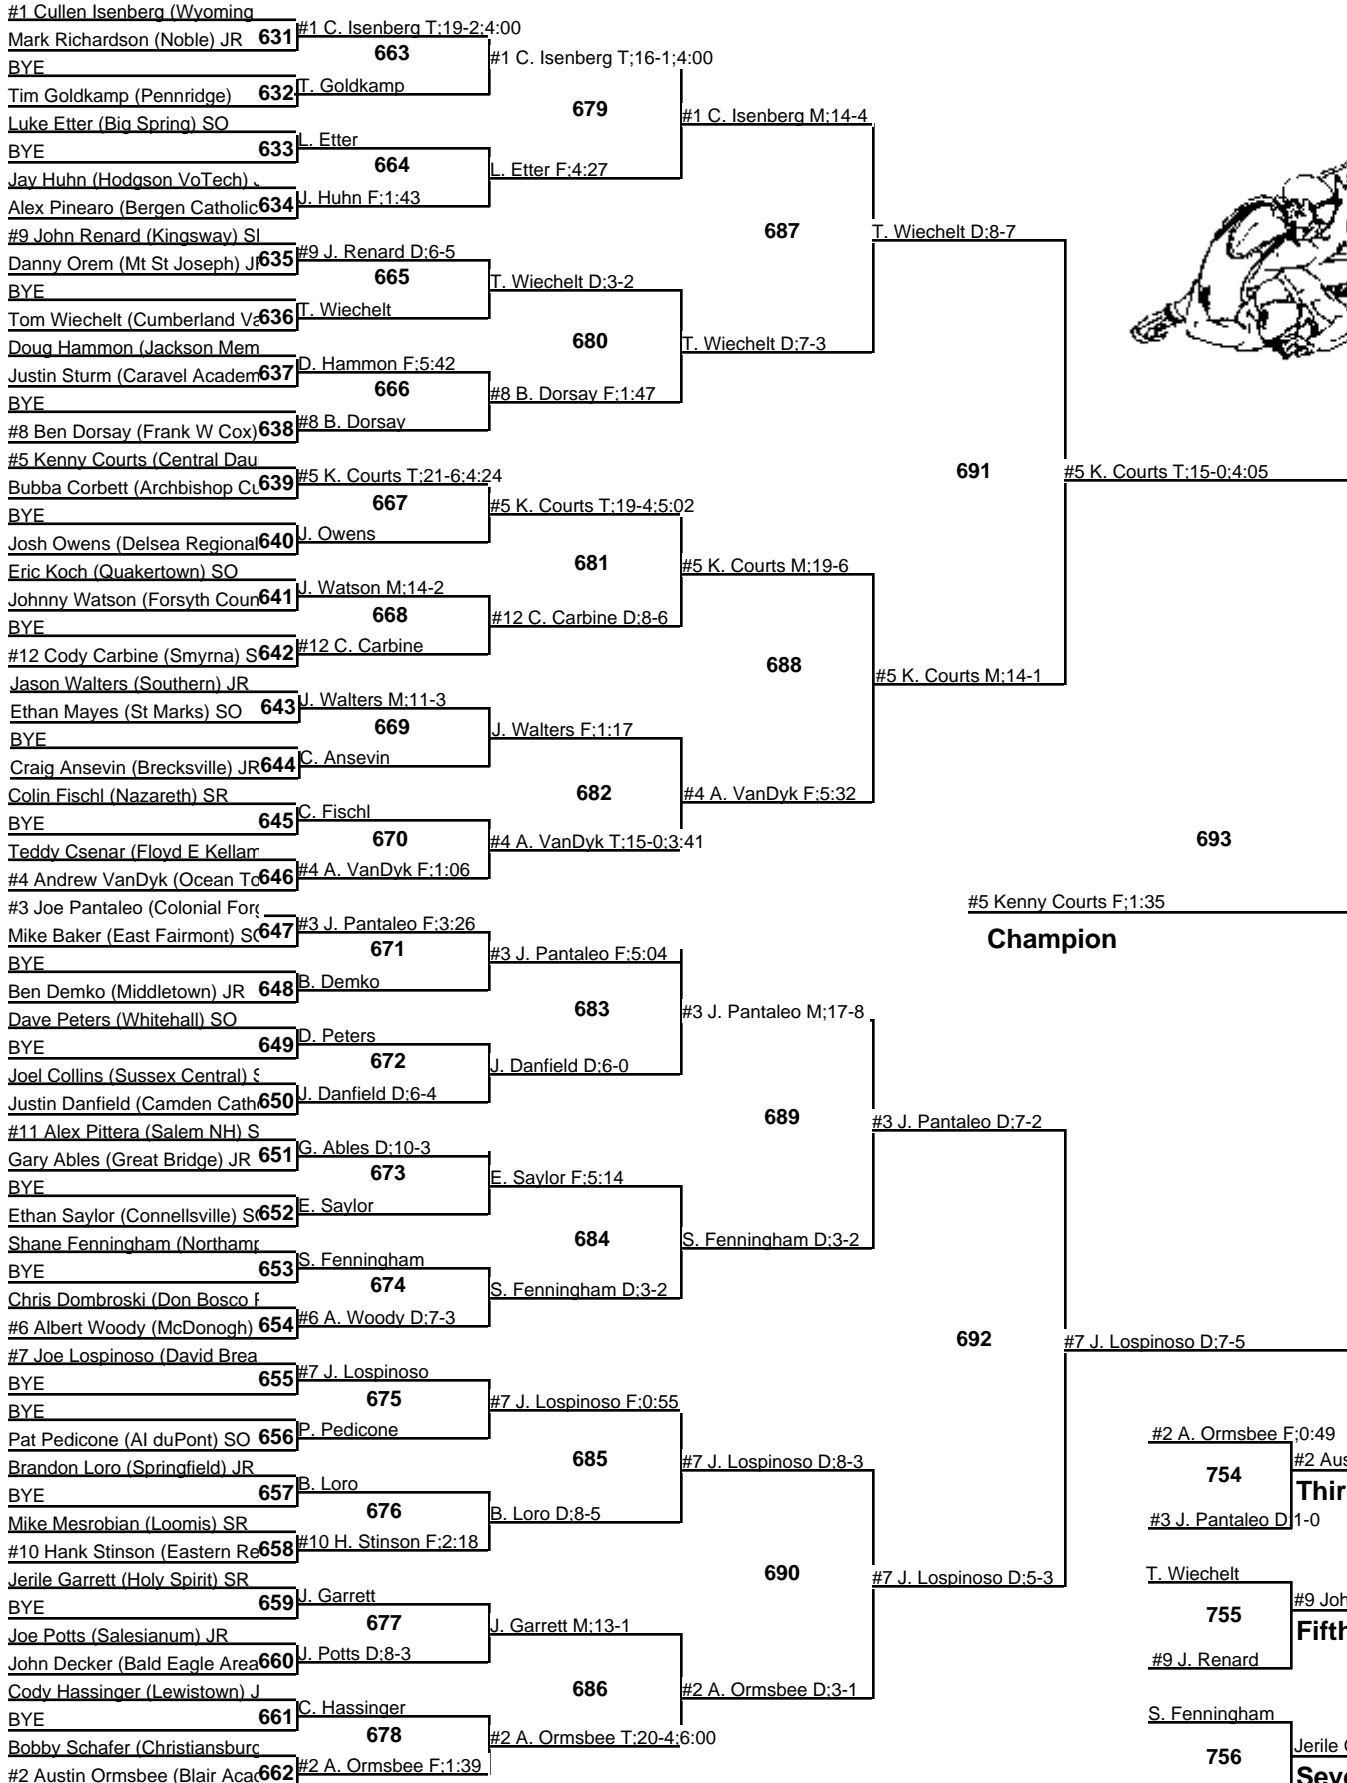 #1 Cullen Isenberg (Wyoming
Mark Richardson (Noble) JR
BYE
Tim Goldkamp (Pennridge)
Luke Etter (Big Spring) SO
BYE
Jay Huhn (Hodgson VoTech)
Alex Pinearo (Bergen Catholic
#9 John Renard (Kingsway)
Danny Orem (Mt St Joseph)
BYE
Tom Wiechelt (Cumberland
Doug Hammon (Jackson Mem
Justin Sturm (Caravel Academ
BYE
#8 Ben Dorsay (Frank W Cox)
#5 Kenny Courts (Central Dau
Bubba Corbett (Archbishop
BYE
Josh Owens (Delsea Regional
Eric Koch (Quakertown) SO
Johnny Watson (Forsyth Coun
BYE
#12 Cody Carbine (Smyrna) S
Jason Walters (Southern) JR
Ethan Mayes (St Marks) SO
BYE
Craig Ansevin (Brecksville) JR
Colin Fischl (Nazareth) SR
BYE
Teddy Csenar (Floyd E Kellam
#4 Andrew VanDyk (Ocean
#3 Joe Pantaleo (Colonial
Mike Baker (East Fairmont)
BYE
Ben Demko (Middletown) JR
Dave Peters (Whitehall) SO
BYE
Joel Collins (Sussex Central)
Justin Danfield (Camden
#11 Alex Pittera (Salem NH) S
Gary Ables (Great Bridge) JR
BYE
Ethan Saylor (Connellsville)
Shane Fenningham
BYE
Chris Dombroski (Don Bosco
#6 Albert Woody (McDonogh)
#7 Joe Lospinoso (David Brea
BYE
BYE
Pat Pedicone (AI duPont) SO
Brandon Loro (Springfield) JR
BYE
Mike Mesrobian (Loomis) SR
#10 Hank Stinson (Eastern Re
Jerile Garrett (Holy Spirit) SR
BYE
Joe Potts (Salesianum) JR
John Decker (Bald Eagle Area
Cody Hassinger (Lewistown) J
BYE
Bobby Schafer
#2 Austin Ormsbee (Blair
631
632
633
634
635
636
637
638
639
640
641
642
643
644
645
646
647
648
649
650
651
652
653
654
655
656
657
658
659
660
661
662
#1 C. Isenberg T;19-2;4:00
663
T. Goldkamp
L. Etter
664
J. Huhn F;1:43
#9 J. Renard D;6-5
665
T. Wiechelt
D. Hammon F;5:42
666
#8 B. Dorsay
#5 K. Courts T;21-6;4:24
667
J. Owens
J. Watson M;14-2
668
#12 C. Carbine
J. Walters M;11-3
669
C. Ansevin
C. Fischl
670
#4 A. VanDyk F;1:06
#3 J. Pantaleo F;3:26
671
B. Demko
D. Peters
672
J. Danfield D;6-4
G. Ables D;10-3
673
E. Saylor
S. Fenningham
674
#6 A. Woody D;7-3
#7 J. Lospinoso
675
P. Pedicone
B. Loro
676
#10 H. Stinson F;2:18
J. Garrett
677
J. Potts D;8-3
C. Hassinger
678
#2 A. Ormsbee F;1:39
#1 C. Isenberg T;16-1;4:00
679
L. Etter F;4:27
T. Wiechelt D;3-2
680
#8 B. Dorsay F;1:47
#5 K. Courts T;19-4;5:02
681
#12 C. Carbine D;8-6
J. Walters F;1:17
682
#4 A. VanDyk T;15-0;3:41
#3 J. Pantaleo F;5:04
683
J. Danfield D;6-0
E. Saylor F;5:14
684
S. Fenningham D;3-2
#7 J. Lospinoso F;0:55
685
B. Loro D;8-5
J. Garrett M;13-1
686
#2 A. Ormsbee T;20-4;6:00
#1 C. Isenberg M;14-4
687
T. Wiechelt D;7-3
#5 K. Courts M;19-6
688
#4 A. VanDyk F;5:32
#3 J. Pantaleo M;17-8
689
S. Fenningham D;3-2
#7 J. Lospinoso D;8-3
690
#2 A. Ormsbee D;3-1
T. Wiechelt D;8-7
691
#5 K. Courts M;14-1
#3 J. Pantaleo D;7-2
692
#7 J. Lospinoso D;5-3
#5 K. Courts T;15-0;4:05
693
#7 J. Lospinoso D;7-5
#5 Kenny Courts F;1:35
Champion
#2 A. Ormsbee F;0:49
754
#3 J. Pantaleo D;1-0
#2 Aus
Thir
T. Wiechelt
755
#9 J. Renard
#9 Joh
Fifth
S. Fenningham
756
Jerile
Seve